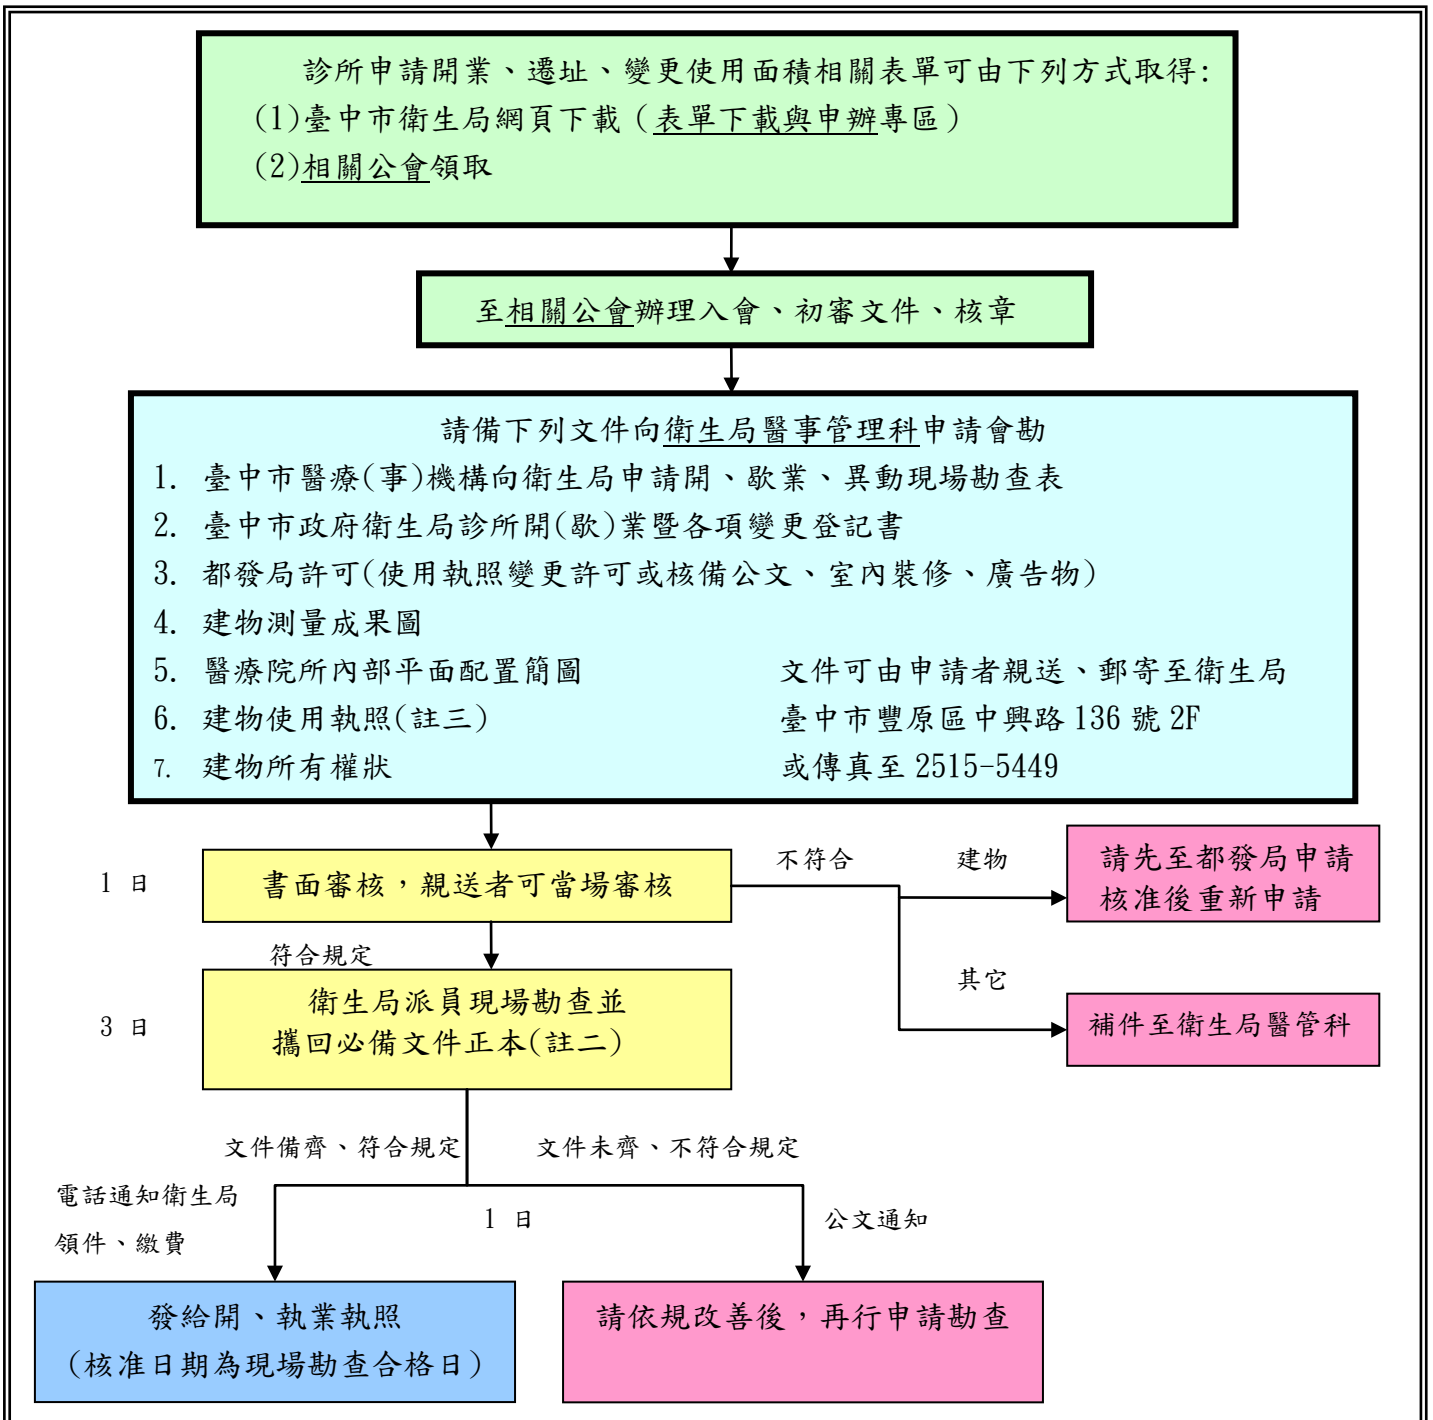 診所申請開業、遷址、變更使用面積相關表單可由下列方式取得：
(1)臺中市衛生局網頁下載（表單下載與申辦專區）
(2)相關公會領取
至相關公會辦理入會、初審文件、核章
請備下列文件向衛生局醫事管理科申請會勘
1. 臺中市醫療(事)機構向衛生局申請開、歇業、異動現場勘查表
2. 臺中市政府衛生局診所開(歇)業暨各項變更登記書
3. 都發局許可(使用執照變更許可或核備公文、室內裝修、廣告物)
4. 建物測量成果圖
5. 醫療院所內部平面配置簡圖 文件可由申請者親送、郵寄至衛生局
6. 建物使用執照(註三) 臺中市豐原區中興路 136 號 2F
7. 建物所有權狀 或傳真至 2515-5449
1 日
書面審核，親送者可當場審核
不符合
建物
請先至都發局申請
核准後重新申請
符合規定
其它
3 日
衛生局派員現場勘查並
攜回必備文件正本(註二)
補件至衛生局醫管科
文件備齊、符合規定
文件未齊、不符合規定
電話通知衛生局
領件、繳費
1 日
公文通知
發給開、執業執照
（核准日期為現場勘查合格日）
請依規改善後，再行申請勘查